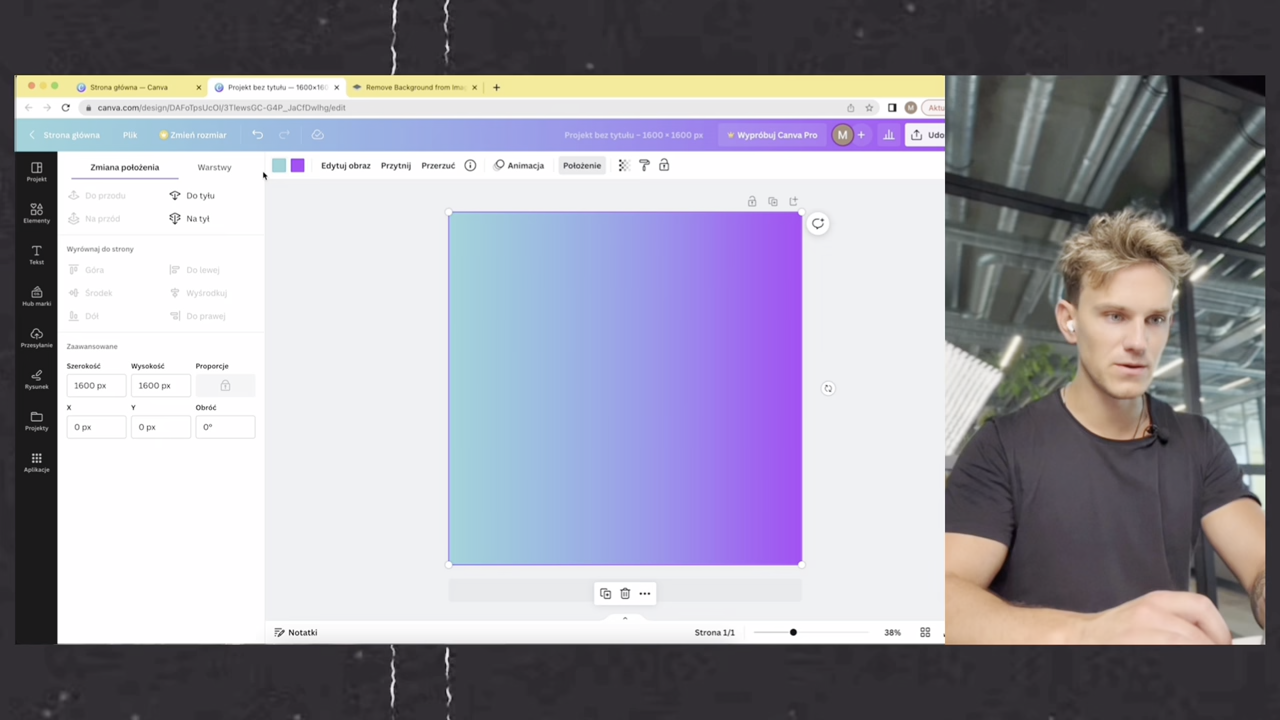 Strona główna — Canva
Projekt bez tytułu — 1600×160
Remove Background from Ima
canva.com/design/DAFoTpsUcOI/3TlewsGC-G4P_JaCfDwlhg/edit
M
Aktu
Strona główna
Plik
Zmień rozmiar
Projekt bez tytułu – 1600 × 1600 px
Wypróbuj Canva Pro
M
Udo
Zmiana położenia
Warstwy
Edytuj obraz
Przytnij
Przerzuć
Animacja
Położenie
Projekt
Elementy
Tekst
Hub marki
Przesyłanie
Rysunek
Projekty
Aplikacje
Do przodu
Do tyłu
Na przód
Na tył
Wyrównaj do strony
Góra
Do lewej
Środek
Wyśrodkuj
Dół
Do prawej
Zaawansowane
Szerokość
Wysokość
Proporcje
1600 px
1600 px
X
Y
Obróć
0 px
0 px
0°
Notatki
Strona 1/1
38%